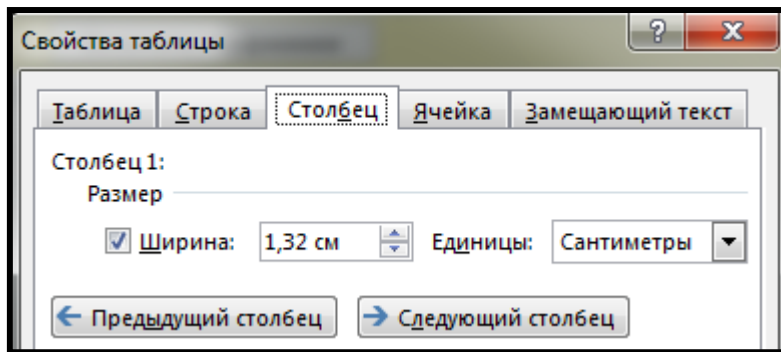 Свойства таблицы
?
Таблица Строка Столбец Ячейка Замещающий текст
Столбец 1:
Размер
Ширина: 1,32 см Единицы: Сантиметры
Предыдущий столбец Следующий столбец